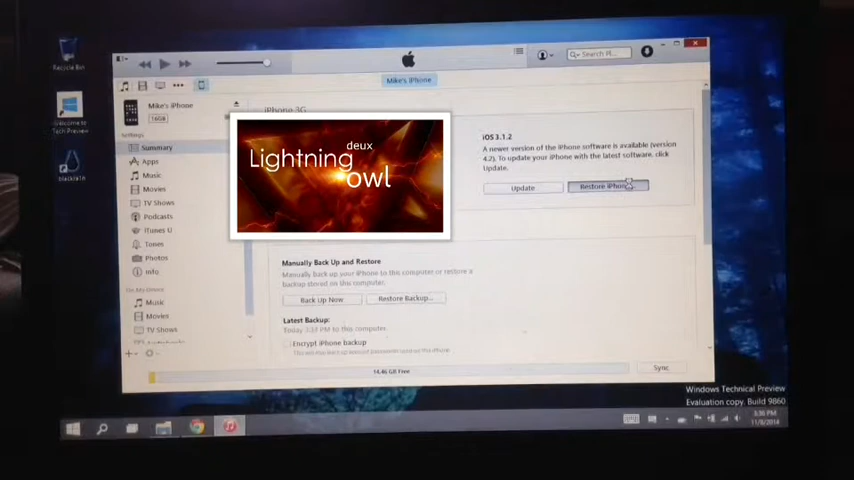 Recycle Bin
Search Pl...
Mike's iPhone
Mike's iPhone
16GB
iPhone 3G
Settings
Summary
Apps
Music
Movies
TV Shows
Podcasts
iTunes U
Tones
Photos
Info
On My Device
Music
Movies
TV Shows
Welcome to
Tech Preview
deux
Lightning
owl
iOS 3.1.2
A newer version of the iPhone software is available (version
4.2). To update your iPhone with the latest software, click
Update.
Update
Restore iPhone...
Manually Back Up and Restore
Manually back up your iPhone to this computer or restore a
backup stored on this computer.
Back Up Now
Restore Backup...
Latest Backup:
Today 3:33 PM to this computer.
Encrypt iPhone backup
14.46 GB Free
Sync
Windows Technical Preview
Evaluation copy. Build 9860
11/8/2014